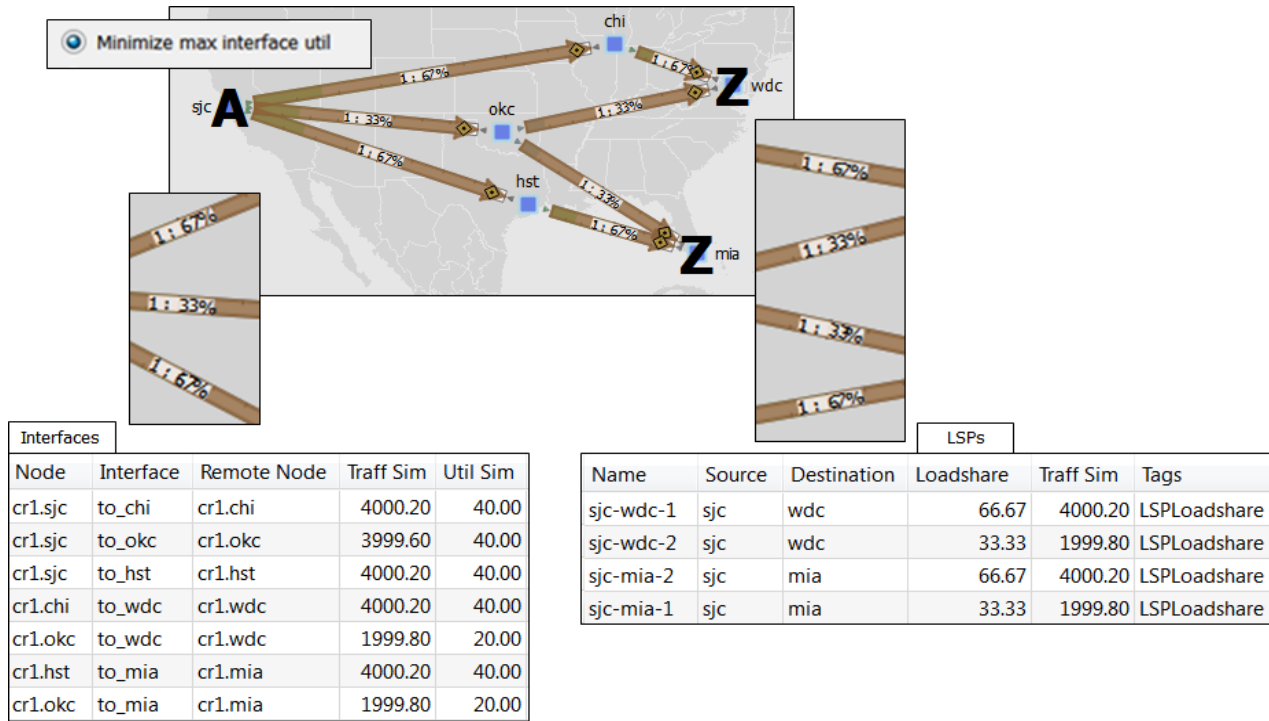 Minimize max interface util
chi
1 : 67%
1 : 67%
Z wdc
sjc A
okc
1 : 33%
1 : 33%
1 : 67%
hst
1 : 33%
1 : 67%
Z mia
1 : 67%
1 : 33%
1 : 67%
1 : 67%
1 : 33%
1 : 33%
1 : 67%
Interfaces
Node Interface Remote Node Traff Sim Util Sim
cr1.sjc to_chi cr1.chi 4000.20 40.00
cr1.sjc to_okc cr1.okc 3999.60 40.00
cr1.sjc to_hst cr1.hst 4000.20 40.00
cr1.chi to_wdc cr1.wdc 4000.20 40.00
cr1.okc to_wdc cr1.wdc 1999.80 20.00
cr1.hst to_mia cr1.mia 4000.20 40.00
cr1.okc to_mia cr1.mia 1999.80 20.00
LSPs
Name Source Destination Loadshare Traff Sim Tags
sjc-wdc-1 sjc wdc 66.67 4000.20 LSPLoadshare
sjc-wdc-2 sjc wdc 33.33 1999.80 LSPLoadshare
sjc-mia-2 sjc mia 66.67 4000.20 LSPLoadshare
sjc-mia-1 sjc mia 33.33 1999.80 LSPLoadshare